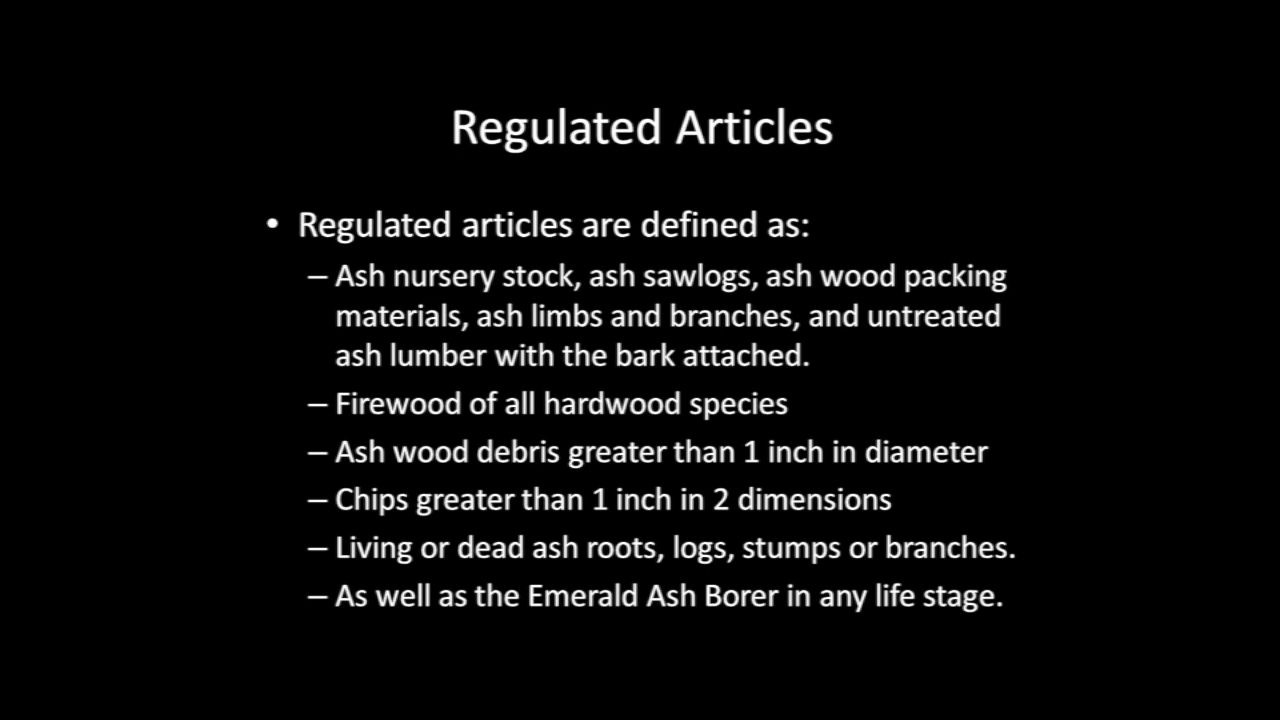 Regulated Articles
• Regulated articles are defined as:
– Ash nursery stock, ash sawlogs, ash wood packing
materials, ash limbs and branches, and untreated
ash lumber with the bark attached.
– Firewood of all hardwood species
– Ash wood debris greater than 1 inch in diameter
– Chips greater than 1 inch in 2 dimensions
– Living or dead ash roots, logs, stumps or branches.
– As well as the Emerald Ash Borer in any life stage.